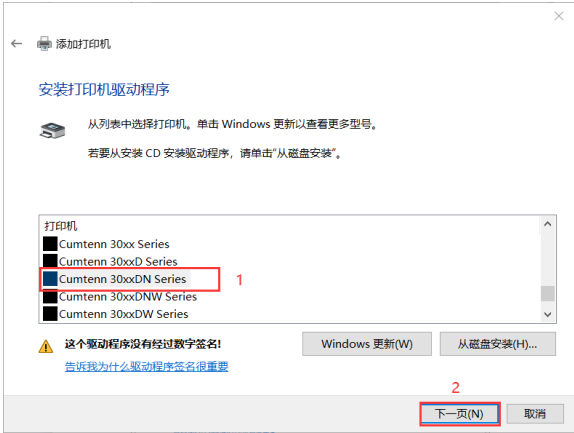 添加打印机
安装打印机驱动程序
从列表中选择打印机。单击 Windows 更新以查看更多型号。
若要从安装 CD 安装驱动程序，请单击"从磁盘安装"。
打印机
Cumtenn 30xx Series
Cumtenn 30xxD Series
Cumtenn 30xxDN Series
1
Cumtenn 30xxDNW Series
Cumtenn 30xxDW Series
这个驱动程序没有经过数字签名!
Windows 更新(W)
从磁盘安装(H)...
告诉我为什么驱动程序签名很重要
2
下一页(N)
取消